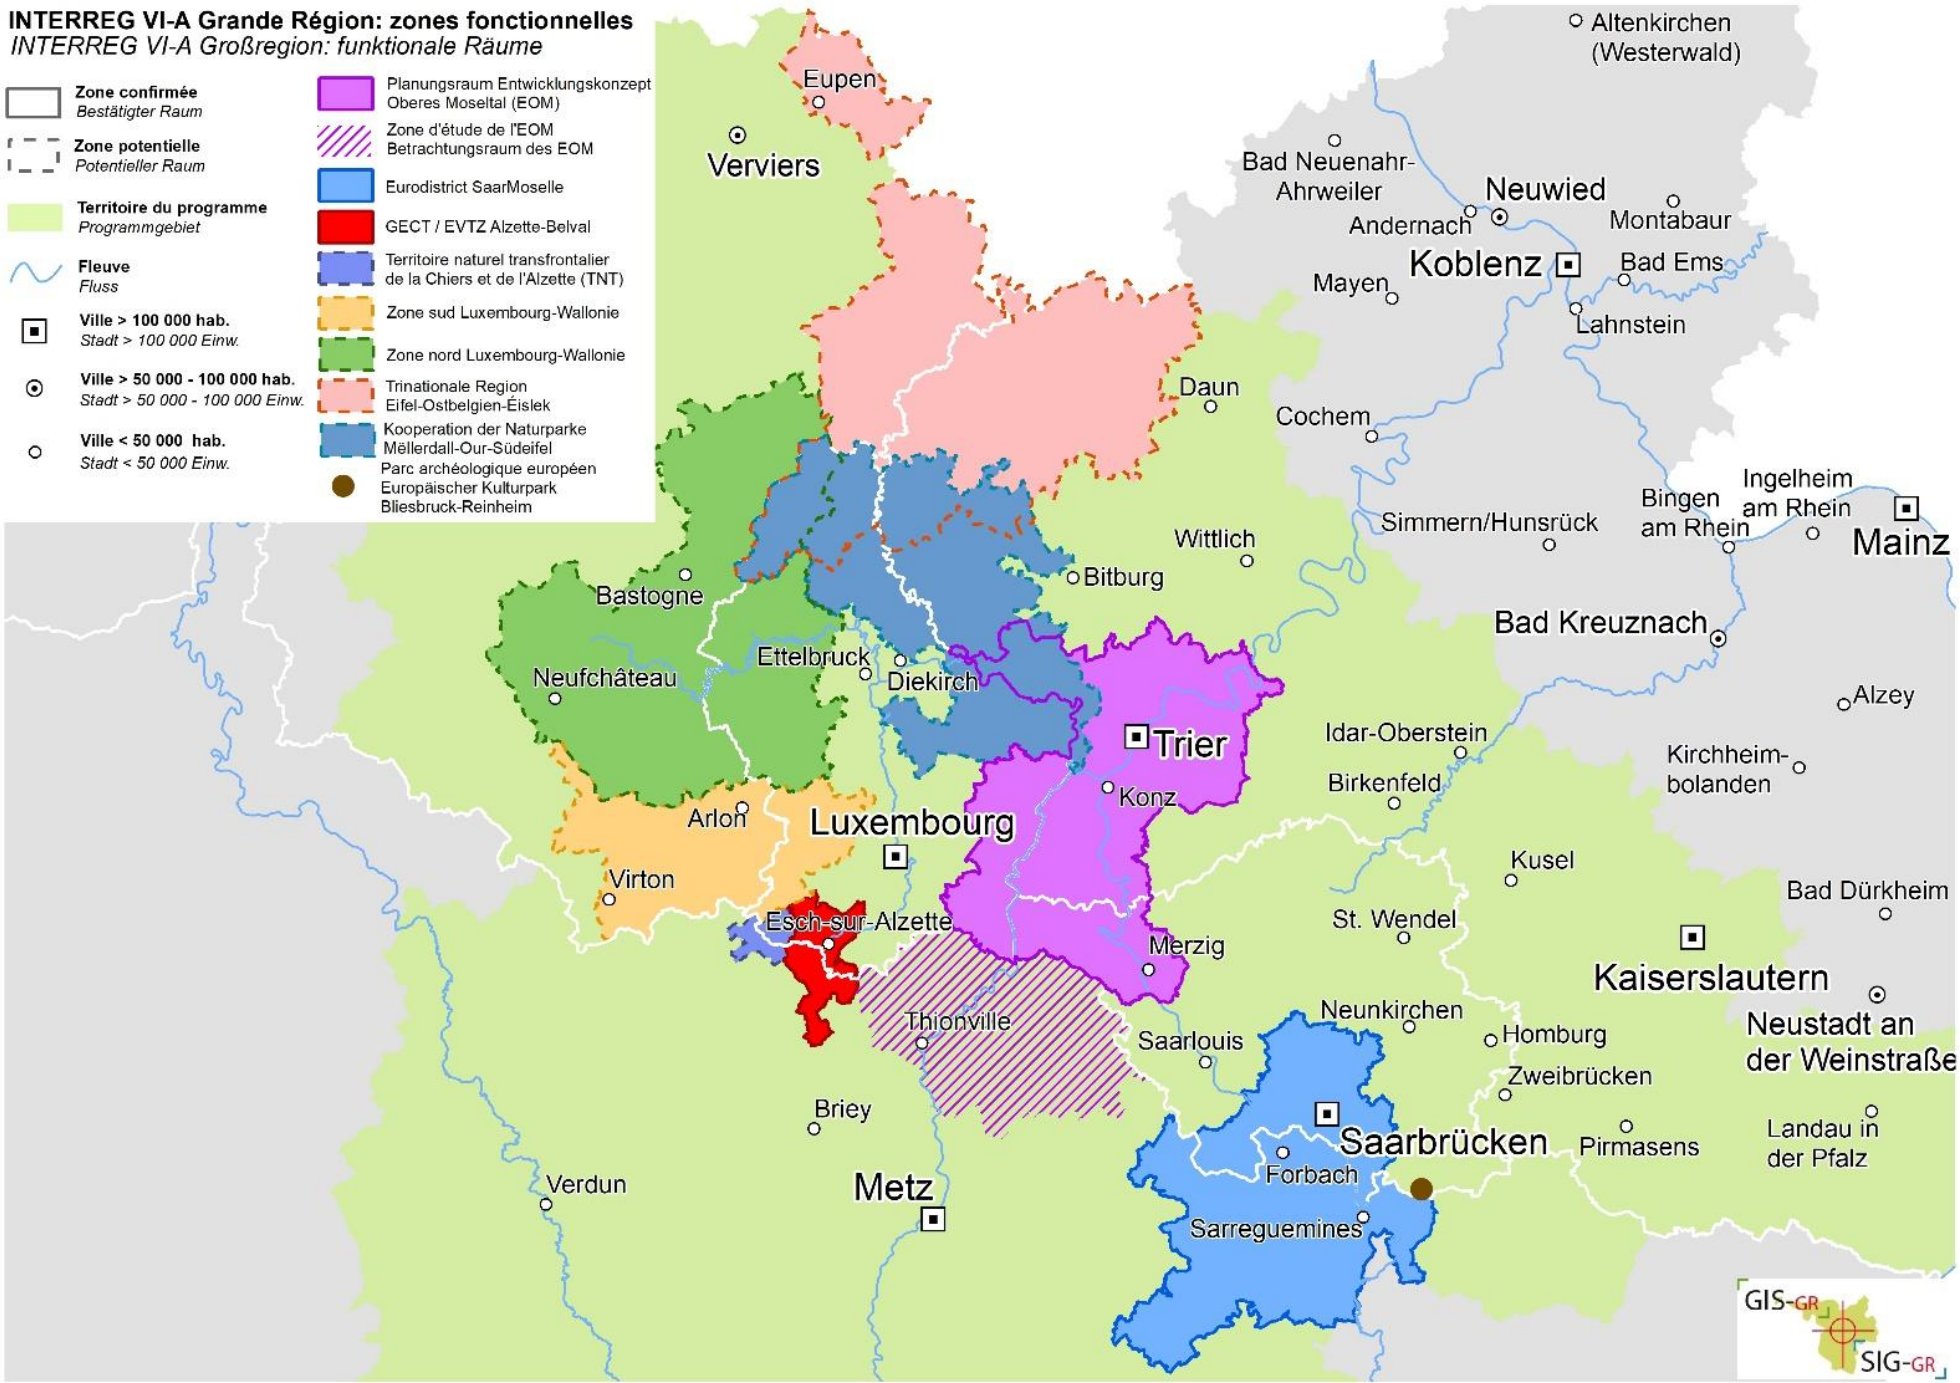 INTERREG VI-A Grande Région: zones fonctionnelles
INTERREG VI-A Großregion: funktionale Räume
Zone confirmée
Bestätigter Raum
Zone potentielle
Potentieller Raum
Territoire du programme
Programmgebiet
Fleuve
Fluss
Ville > 100 000 hab.
Stadt > 100 000 Einw.
Ville > 50 000 - 100 000 hab.
Stadt > 50 000 - 100 000 Einw.
Ville < 50 000 hab.
Stadt < 50 000 Einw.
Planungsraum Entwicklungskonzept
Oberes Moseltal (EOM)
Zone d'étude de l'EOM
Betrachtungsraum des EOM
Eurodistrict SaarMoselle
GECT / EVTZ Alzette-Belval
Territoire naturel transfrontalier
de la Chiers et de l'Alzette (TNT)
Zone sud Luxembourg-Wallonie
Zone nord Luxembourg-Wallonie
Trinationale Region
Eifel-Ostbelgien-Éislek
Kooperation der Naturparke
Mëllerdall-Our-Südeifel
Parc archéologique européen
Europäischer Kulturpark
Bliesbruck-Reinheim
Altenkirchen
(Westerwald)
Eupen
Verviers
Bad Neuenahr-
Ahrweiler
Neuwied
Andernach
Montabaur
Koblenz
Bad Ems
Mayen
Lahnstein
Daun
Cochem
Ingelheim
am Rhein
Bingen
am Rhein
Simmern/Hunsrück
Mainz
Wittlich
Bitburg
Bastogne
Bad Kreuznach
Ettelbruck
Diekirch
Neufchâteau
Alzey
Trier
Idar-Oberstein
Kirchheim-
bolanden
Birkenfeld
Konz
Arlon
Luxembourg
Kusel
Virton
Bad Dürkheim
Esch-sur-Alzette
St. Wendel
Merzig
Kaiserslautern
Thionville
Neunkirchen
Saarlouis
Homburg
Neustadt an
der Weinstraße
Zweibrücken
Briey
Saarbrücken
Pirmasens
Landau in
der Pfalz
Forbach
Verdun
Metz
Sarreguemines
GIS-GR
SIG-GR